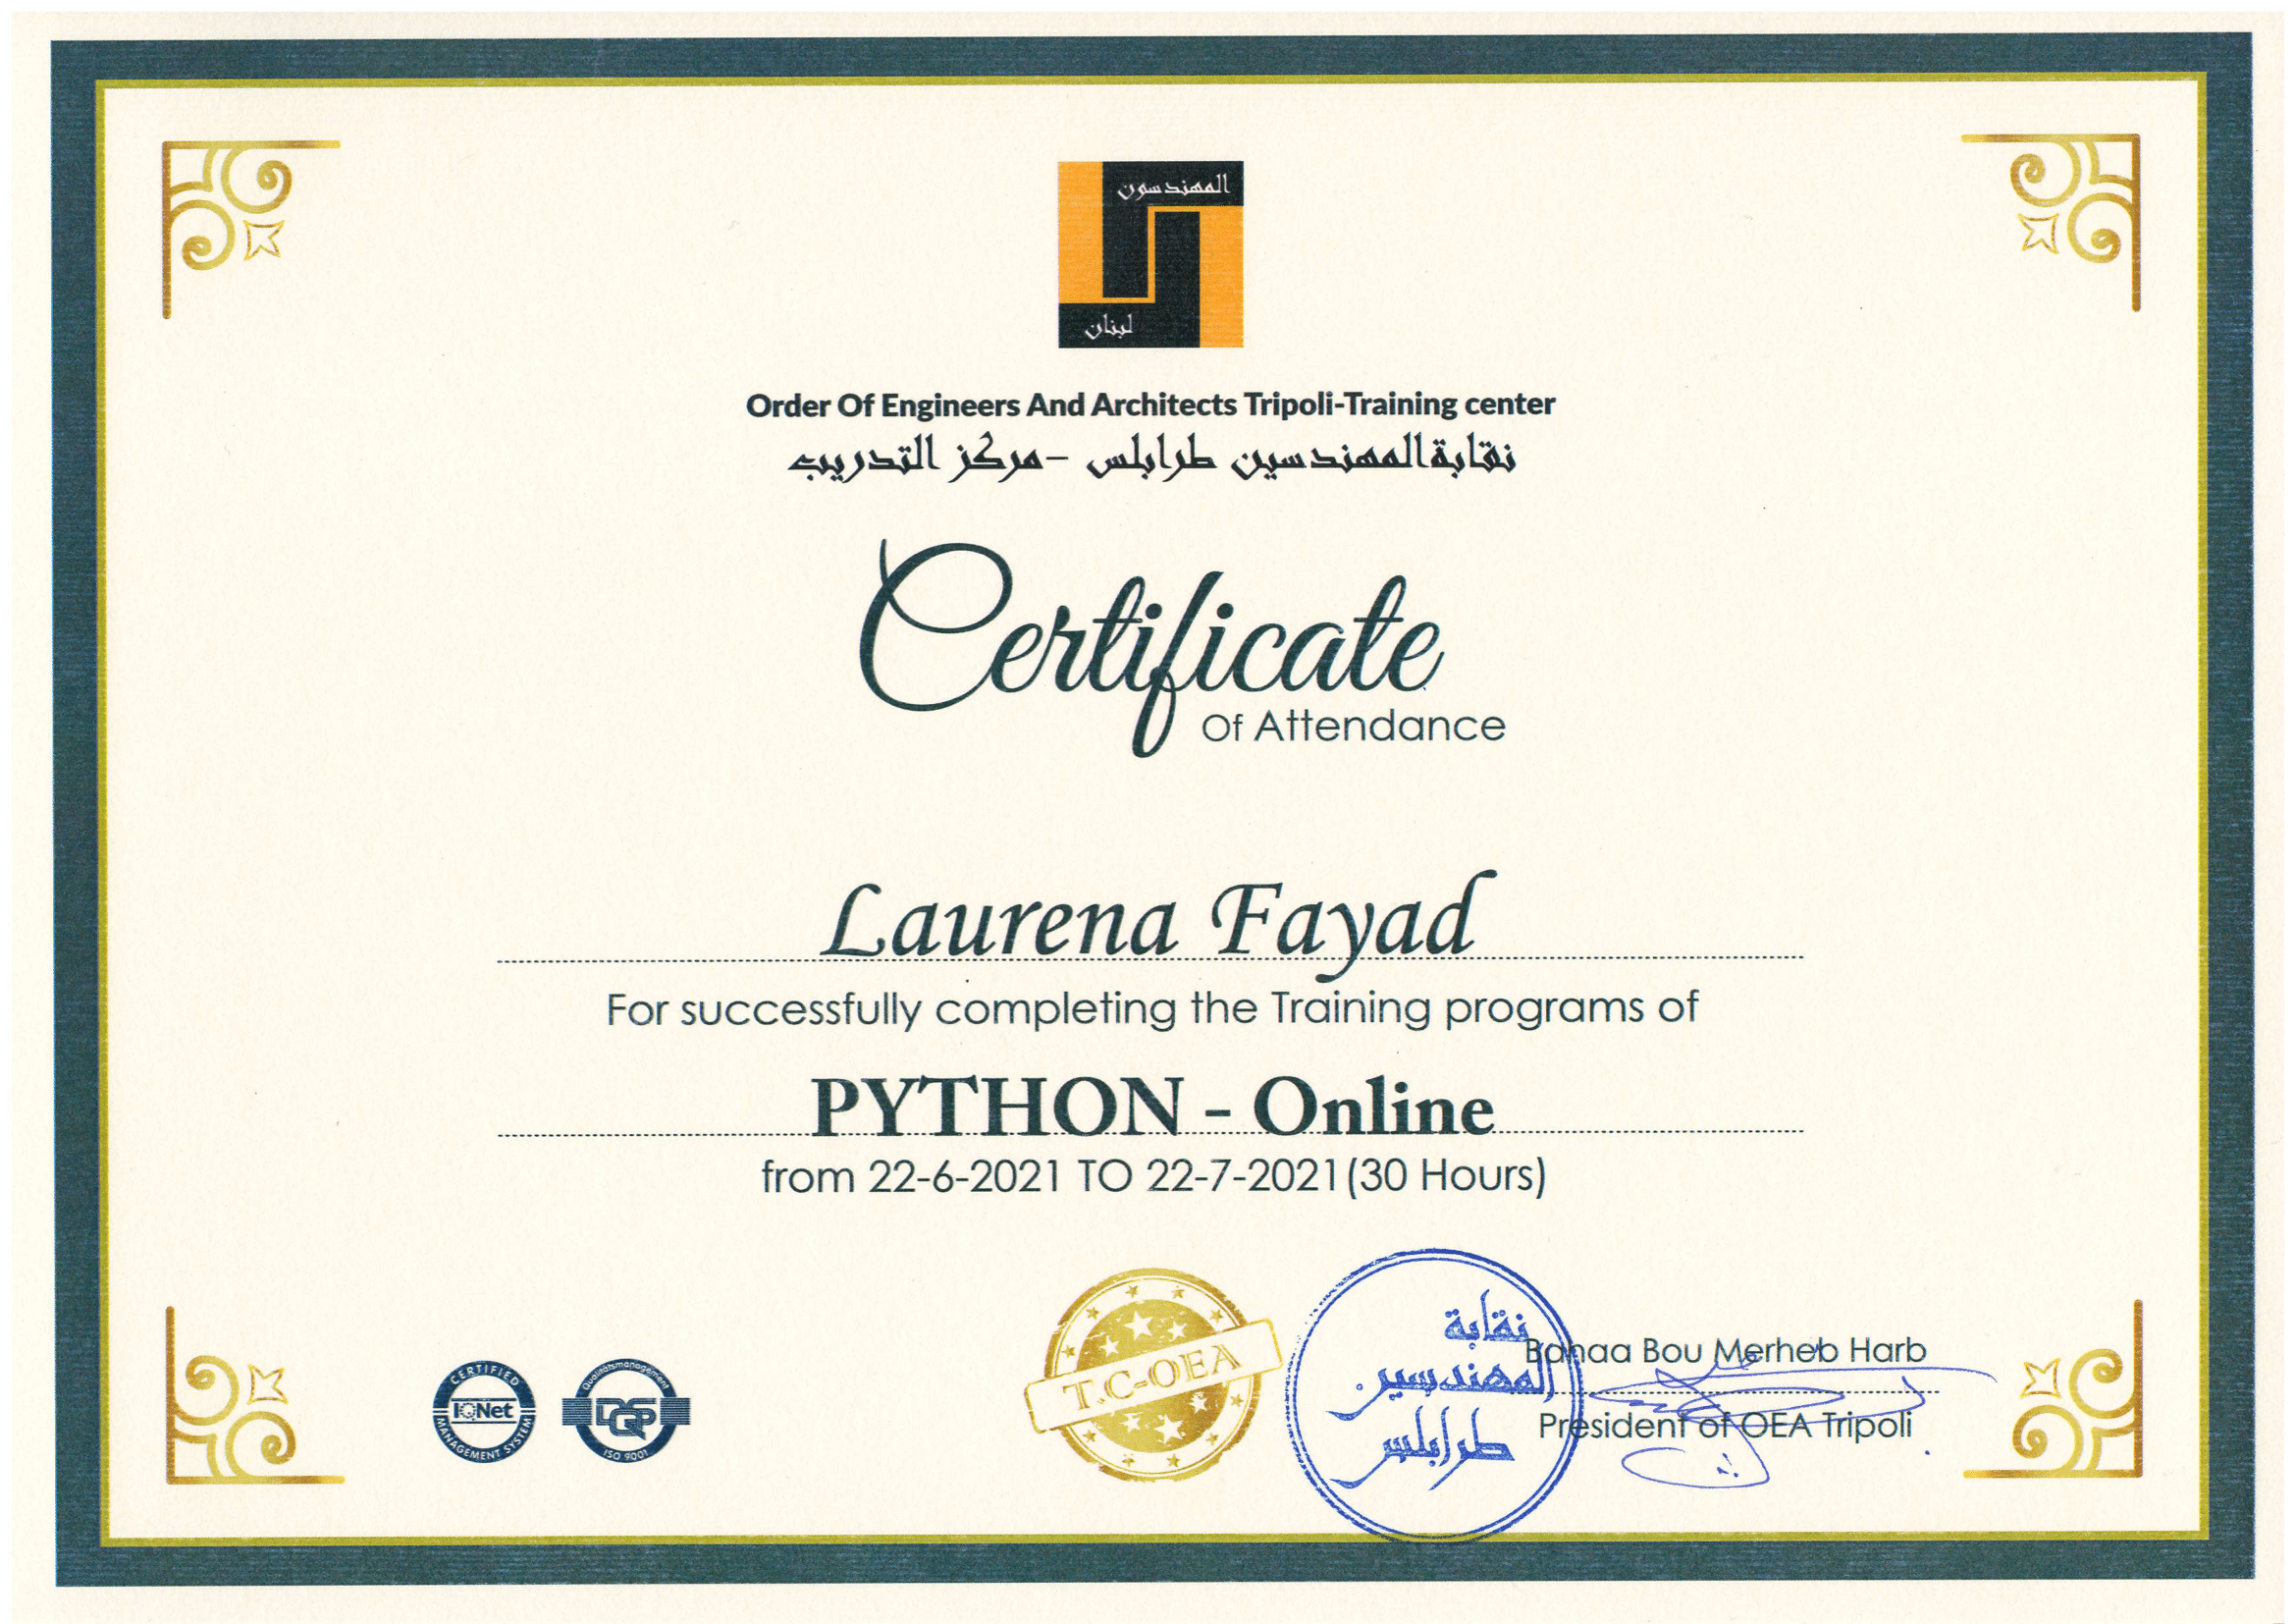 المهندسون
لبنان
Order Of Engineers And Architects Tripoli-Training center
نقابة المهندسين طرابلس - مركز التدريب
Certificate
Of Attendance
Laurena Fayad
For successfully completing the Training programs of
PYTHON - Online
from 22-6-2021 TO 22-7-2021 (30 Hours)
CERTIFIED
IQNet
MANAGEMENT SYSTEM
Qualitätsmanagement
DQS
ISO 9001
T.C-OEA
نقابة
المهندسين
طرابلس
Bahaa Bou Merheb Harb
President of OEA Tripoli